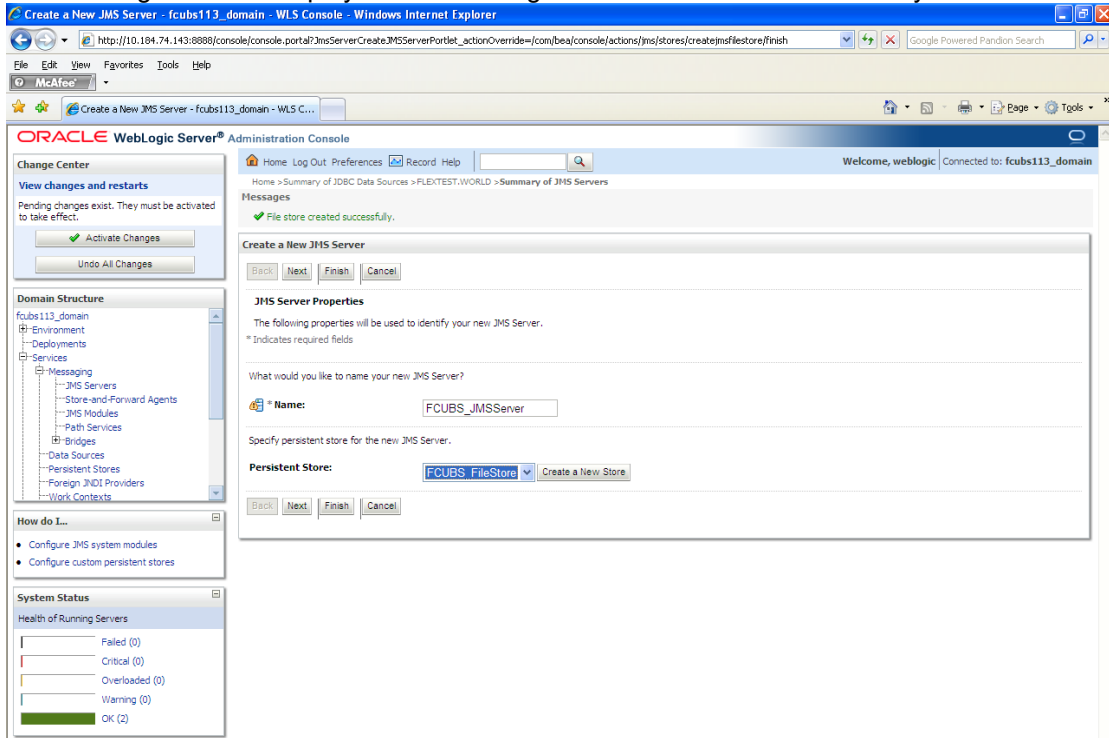 Create a New JMS Server - fcubs113_domain - WLS Console - Windows Internet Explorer
http://10.184.74.143:8888/console/console.portal?JmsServerCreateJMSServerPortlet_actionOverride=/com/bea/console/actions/jms/stores/createjmsfilestore/finish
Google Powered Pandion Search
File Edit View Favorites Tools Help
McAfee
Create a New JMS Server - fcubs113_domain - WLS C...
Page Tools
ORACLE WebLogic Server® Administration Console
Change Center
View changes and restarts
Pending changes exist. They must be activated
to take effect.
Activate Changes
Undo All Changes
Domain Structure
fcubs113_domain
Environment
Deployments
Services
Messaging
JMS Servers
Store-and-Forward Agents
JMS Modules
Path Services
Bridges
Data Sources
Persistent Stores
Foreign JNDI Providers
Work Contexts
How do I...
Configure JMS system modules
Configure custom persistent stores
System Status
Health of Running Servers
Failed (0)
Critical (0)
Overloaded (0)
Warning (0)
OK (2)
Home Log Out Preferences Record Help
Welcome, weblogic Connected to: fcubs113_domain
Home >Summary of JDBC Data Sources >FLEXTEST.WORLD >Summary of JMS Servers
Messages
File store created successfully.
Create a New JMS Server
Back Next Finish Cancel
JMS Server Properties
The following properties will be used to identify your new JMS Server.
* Indicates required fields
What would you like to name your new JMS Server?
* Name: FCUBS_JMSServer
Specify persistent store for the new JMS Server.
Persistent Store: FCUBS_FileStore Create a New Store
Back Next Finish Cancel